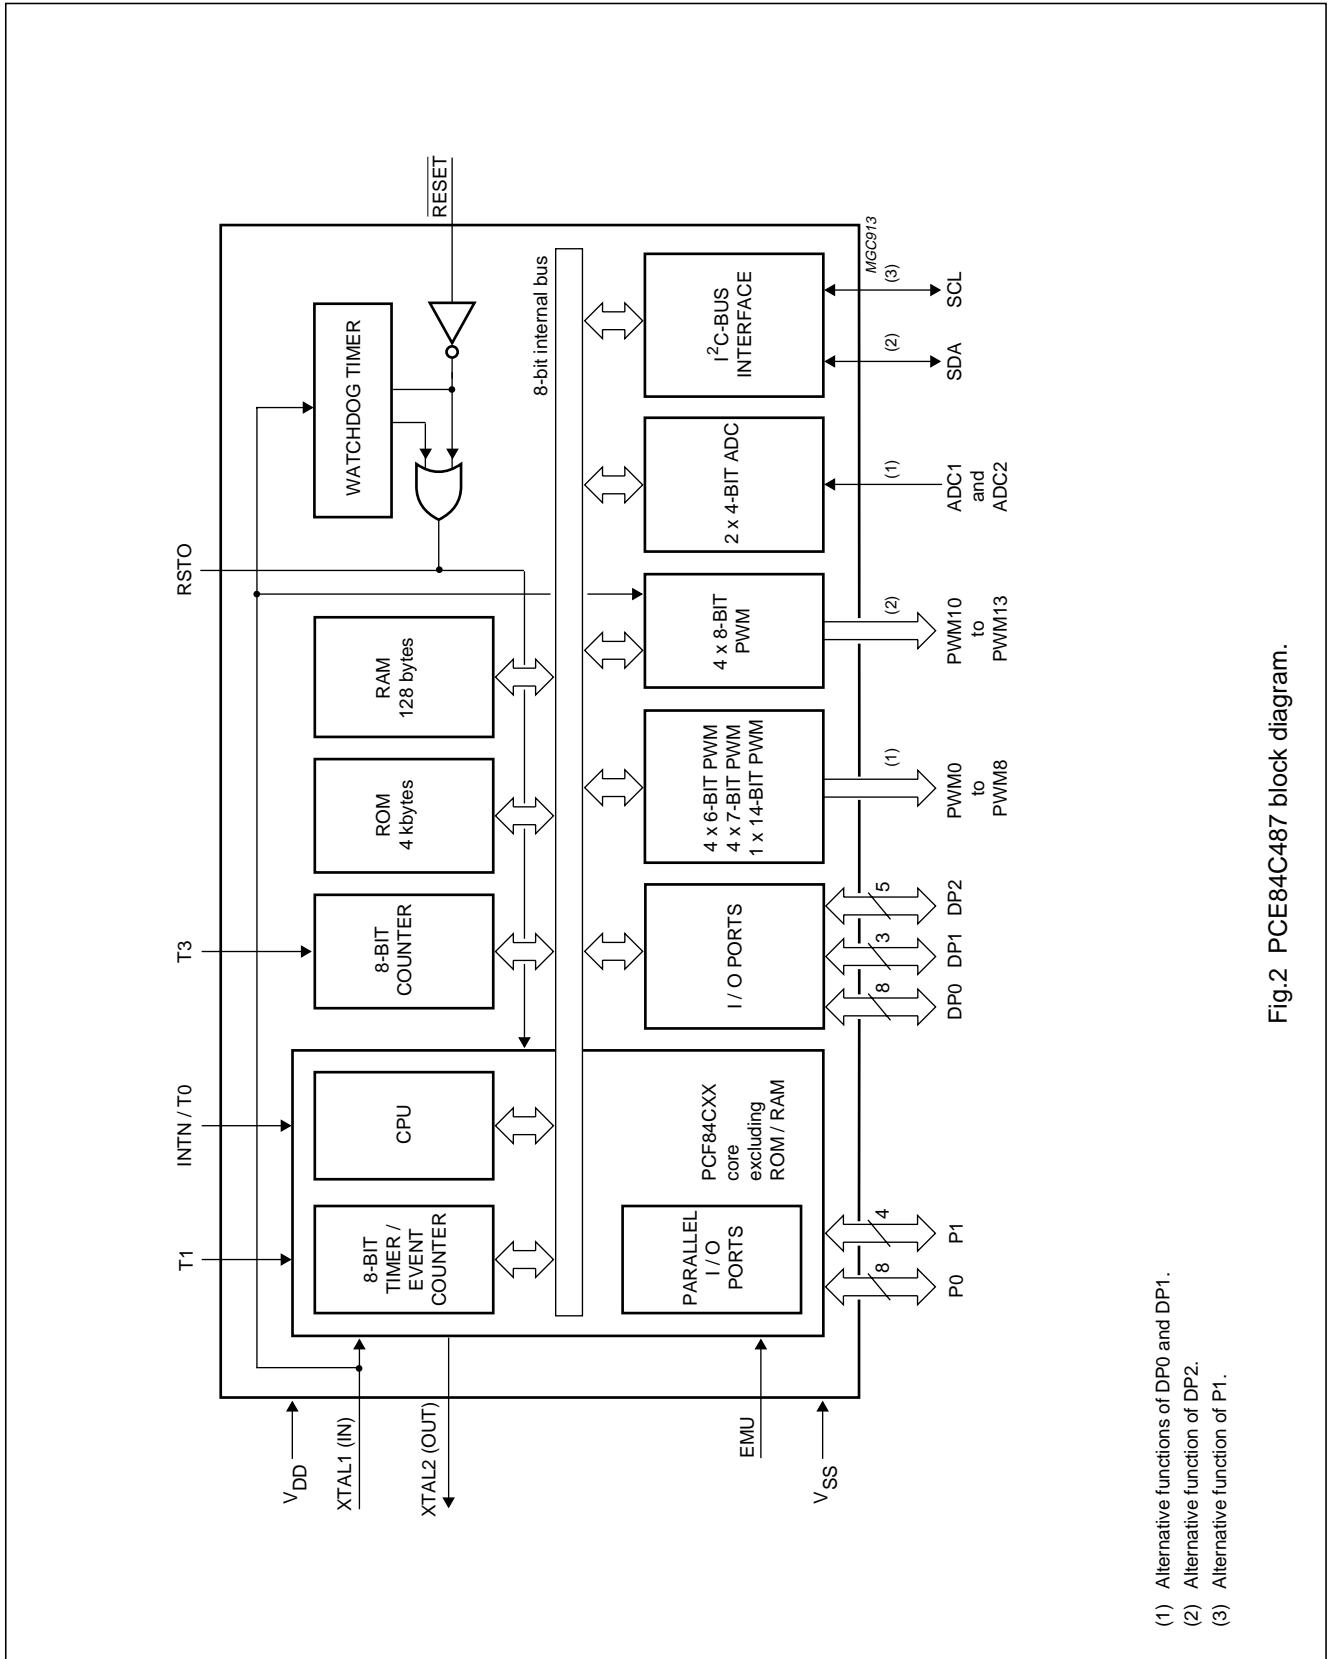 RSTO
RESET
T3
INTN / T0
T1
WATCHDOG TIMER
RAM
128 bytes
ROM
4 kbytes
8-BIT
COUNTER
CPU
8-BIT
TIMER /
EVENT
COUNTER
8-bit internal bus
VDD
XTAL1 (IN)
XTAL2 (OUT)
EMU
VSS
PCF84CXX
core
excluding
ROM / RAM
PARALLEL
I / O
PORTS
I / O PORTS
4 x 6-BIT PWM
4 x 7-BIT PWM
1 x 14-BIT PWM
4 x 8-BIT
PWM
2 x 4-BIT ADC
I2C-BUS
INTERFACE
MGC913
8
4
8
3
5
(1)
(2)
(1)
(2)
(3)
P0
P1
DP0
DP1
DP2
PWM0
to
PWM8
PWM10
to
PWM13
ADC1
and
ADC2
SDA
SCL
(1) Alternative functions of DP0 and DP1.
(2) Alternative function of DP2.
(3) Alternative function of P1.
Fig.2 PCE84C487 block diagram.